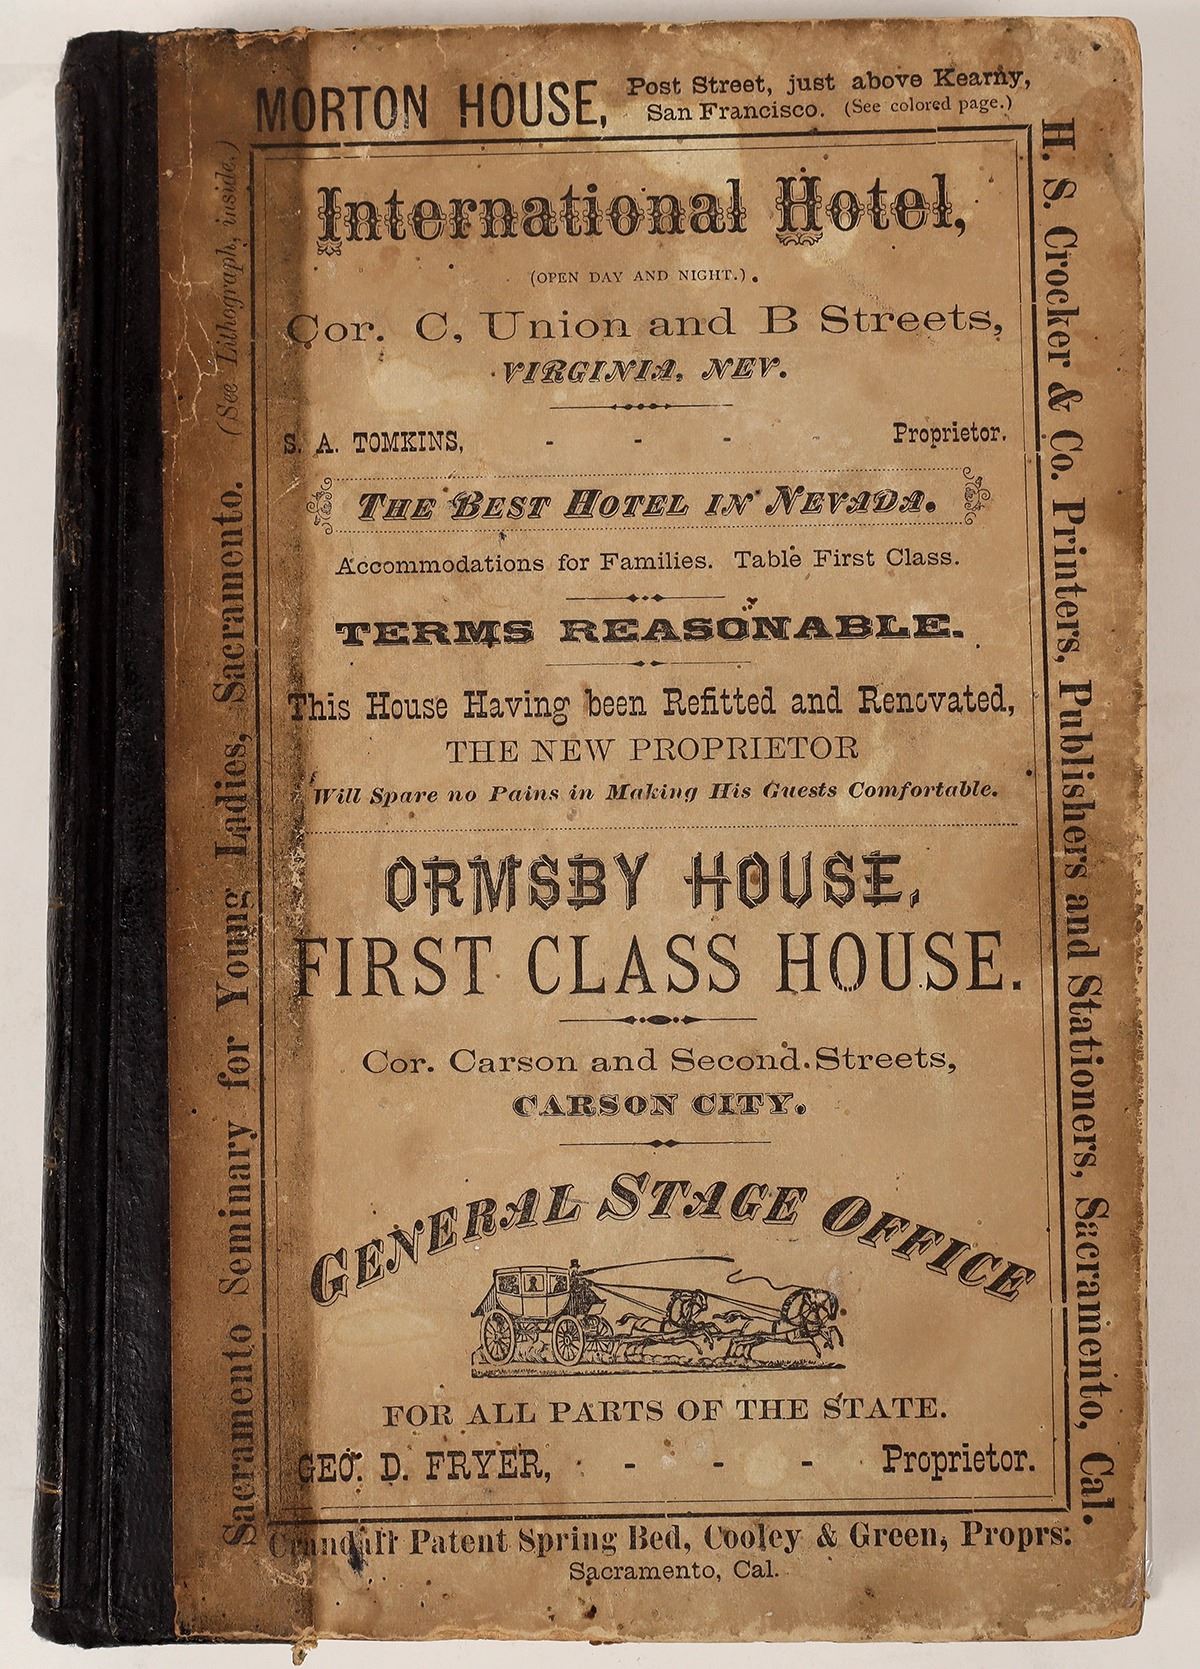 MORTON HOUSE, Post Street, just above Kearny,
San Francisco. (See colored page.)
International Hotel,
(OPEN DAY AND NIGHT.)
Cor. C, Union and B Streets,
VIRGINIA, NEV.
S. A. TOMKINS, - - - - Proprietor.
THE BEST HOTEL IN NEVADA.
Accommodations for Families. Table First Class.
TERMS REASONABLE.
This House Having been Refitted and Renovated,
THE NEW PROPRIETOR
Will Spare no Pains in Making His Guests Comfortable.
ORMSBY HOUSE,
FIRST CLASS HOUSE.
Cor. Carson and Second Streets,
CARSON CITY.
GENERAL STAGE OFFICE
FOR ALL PARTS OF THE STATE.
GEO. D. FRYER, - - - - Proprietor.
Crandall Patent Spring Bed, Cooley & Green, Proprs.
Sacramento, Cal.
Sacramento Seminary for Young Ladies, Sacramento. (See Lithograph, inside.)
H. S. Crocker & Co. Printers, Publishers and Stationers, Sacramento, Cal.